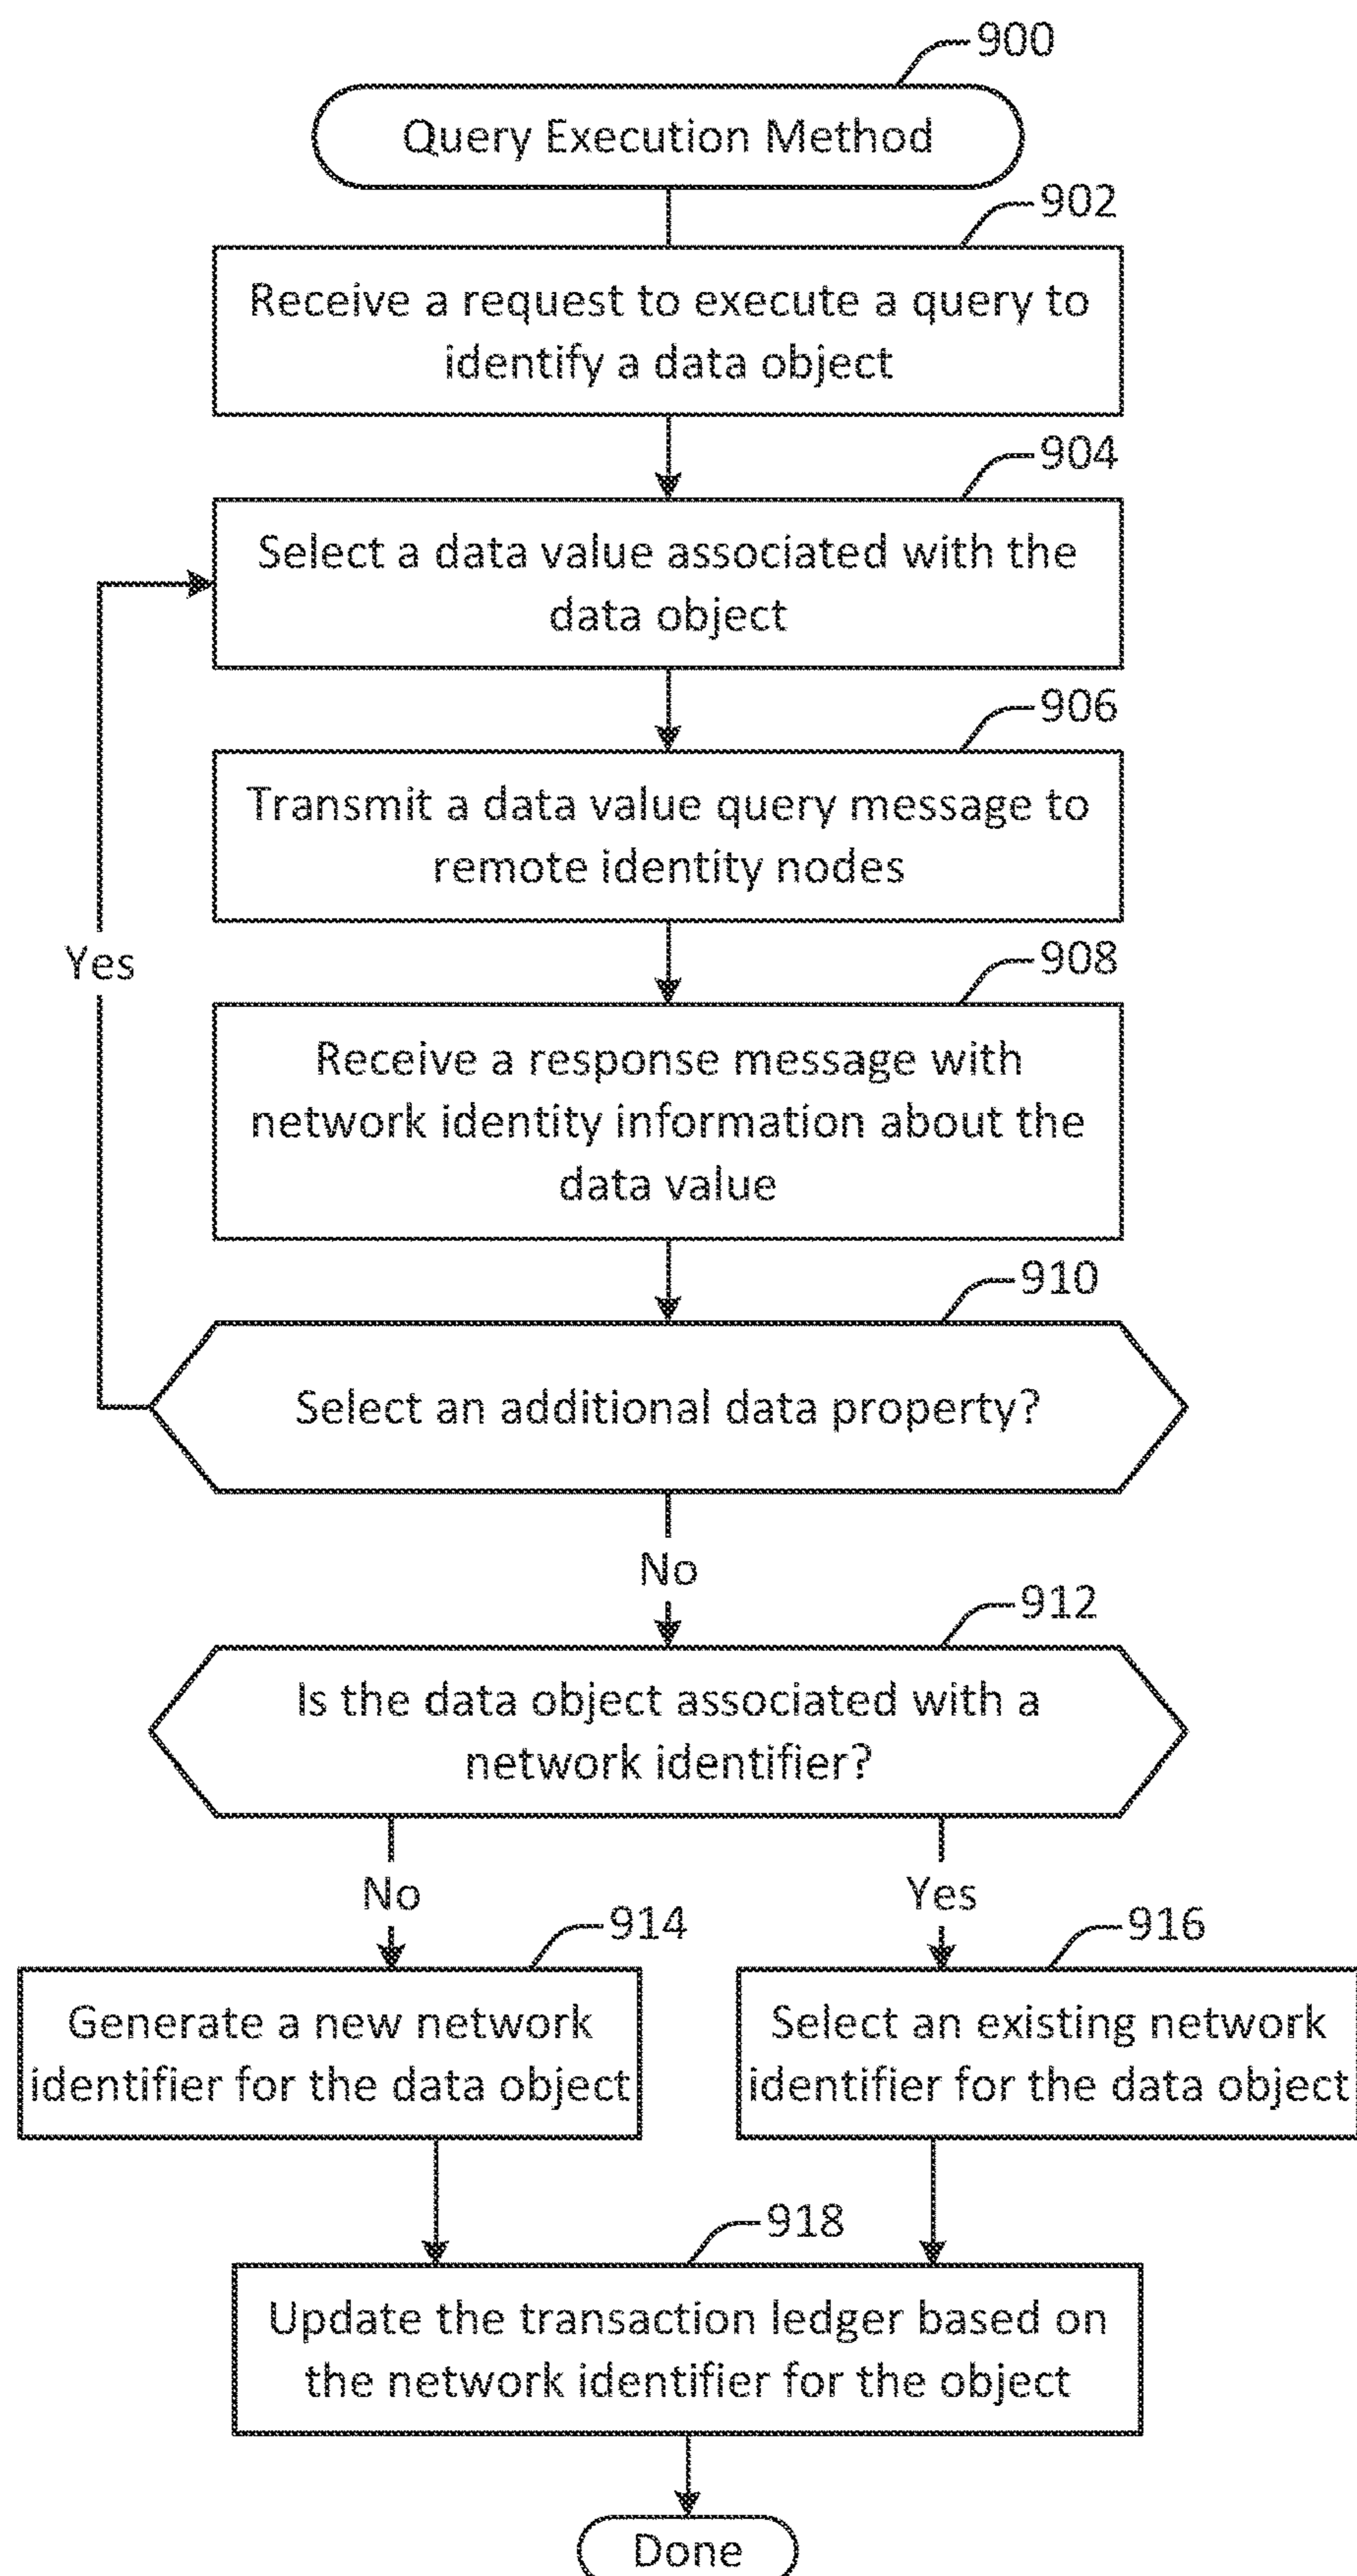 900
Query Execution Method
902
Receive a request to execute a query to
identify a data object
904
Select a data value associated with the
data object
906
Transmit a data value query message to
remote identity nodes
Yes
908
Receive a response message with
network identity information about the
data value
910
Select an additional data property?
No
912
Is the data object associated with a
network identifier?
No
Yes
914
916
Generate a new network
identifier for the data object
Select an existing network
identifier for the data object
918
Update the transaction ledger based on
the network identifier for the object
Done